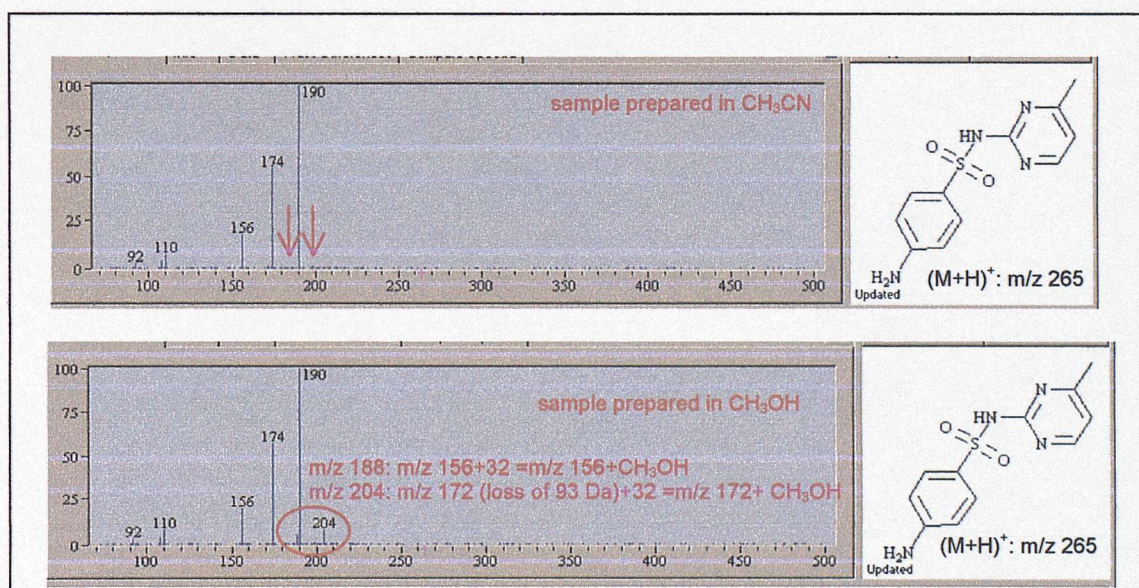 100
75
50
25
0
190
174
156
110
92
sample prepared in CH₃CN
100 150 200 250 300 350 400 450 500
HN
N
N
O
S
O
H₂N
Updated
(M+H)⁺: m/z 265
100
75
50
25
0
190
174
156
110
92
204
sample prepared in CH₃OH
m/z 188: m/z 156+32 =m/z 156+CH₃OH
m/z 204: m/z 172 (loss of 93 Da)+32 =m/z 172+ CH₃OH
100 150 200 250 300 350 400 450 500
HN
N
N
O
S
O
H₂N
Updated
(M+H)⁺: m/z 265